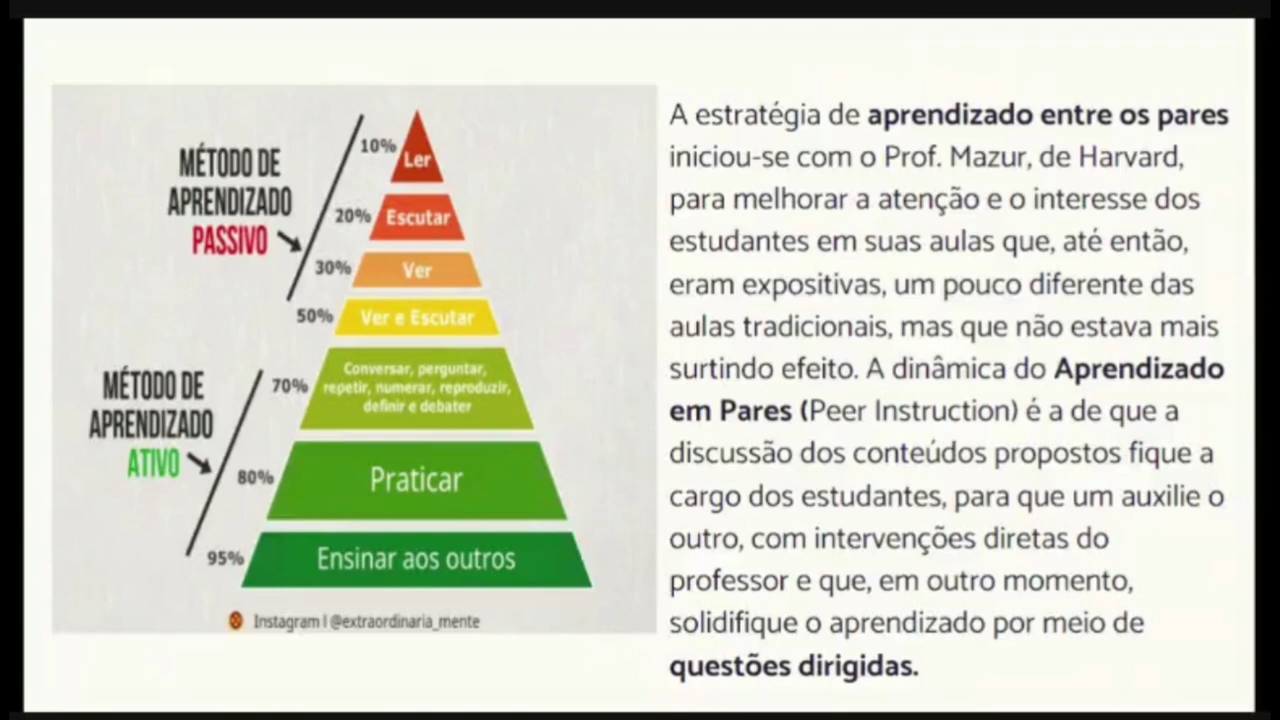 MÉTODO DE
APRENDIZADO
PASSIVO
10%
Ler
20%
Escutar
30%
Ver
50%
Ver e Escutar
MÉTODO DE
APRENDIZADO
ATIVO
70%
Conversar, perguntar,
repetir, numerar, reproduzir,
definir e debater
80%
Praticar
95%
Ensinar aos outros
Instagram l @extraordinaria_mente
A estratégia de aprendizado entre os pares
iniciou-se com o Prof. Mazur, de Harvard,
para melhorar a atenção e o interesse dos
estudantes em suas aulas que, até então,
eram expositivas, um pouco diferente das
aulas tradicionais, mas que não estava mais
surtindo efeito. A dinâmica do Aprendizado
em Pares (Peer Instruction) é a de que a
discussão dos conteúdos propostos fique a
cargo dos estudantes, para que um auxilie o
outro, com intervenções diretas do
professor e que, em outro momento,
solidifique o aprendizado por meio de
questões dirigidas.